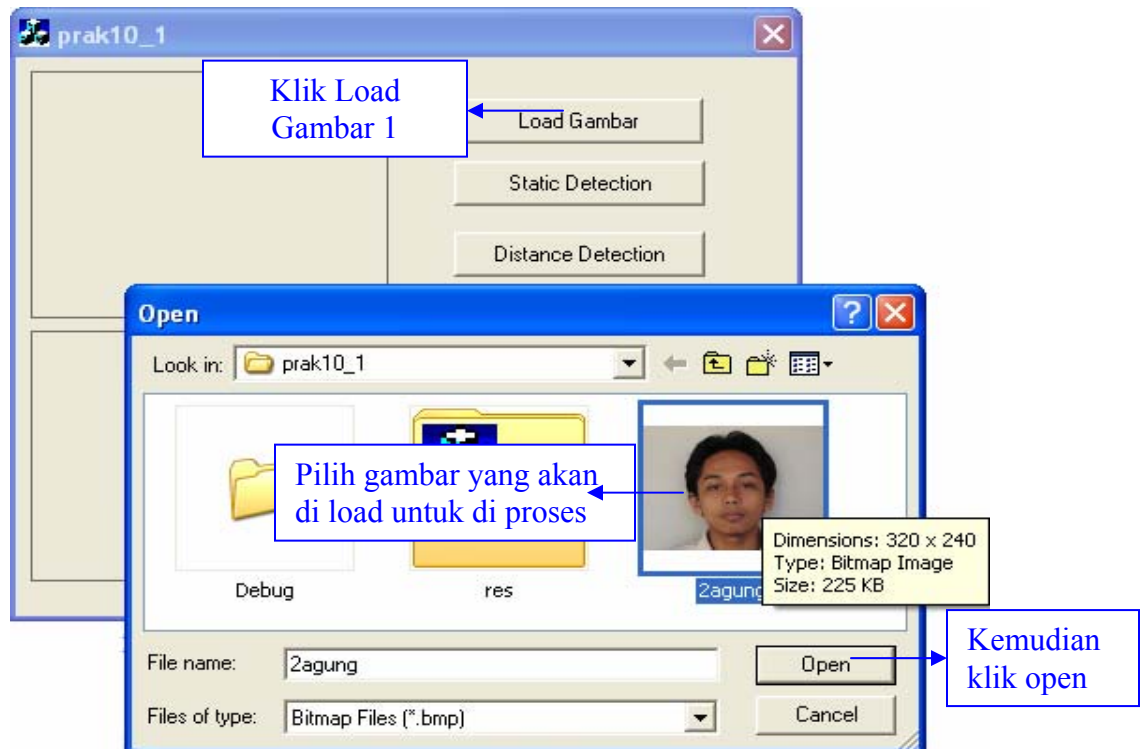 prak10_1
Klik Load
Gambar 1
Load Gambar
Static Detection
Distance Detection
Open
Look in:
prak10_1
Pilih gambar yang akan
di load untuk di proses
Dimensions: 320 x 240
Type: Bitmap Image
Size: 225 KB
Debug
res
2agung
File name:
2agung
Open
Kemudian
klik open
Files of type:
Bitmap Files (*.bmp)
Cancel